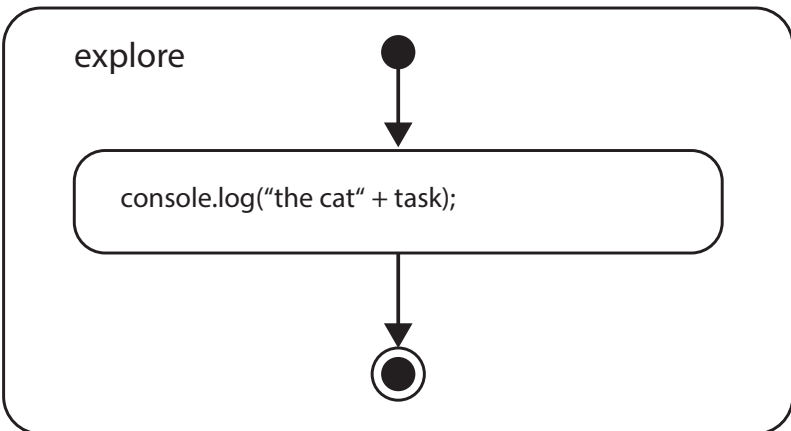 explore
console.log(“the cat“ + task);